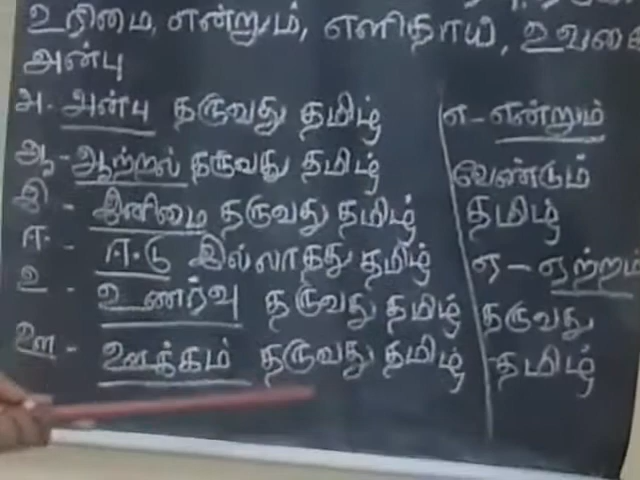 உரிமை, என்றும், எளிதாய்,
அன்பு
அ - அன்பு தருவது தமிழ்
ஆ - ஆற்றல் தருவது தமிழ்
இ - இனிமை தருவது தமிழ்
ஈ - ஈடு இல்லாதது தமிழ்
உ - உணர்வு தருவது தமிழ்
ஊ - ஊக்கம் தருவது தமிழ்
எ - என்றும்
வேண்டும்
தமிழ்
ஏ - ஏற்றம்
தருவது
தமிழ்